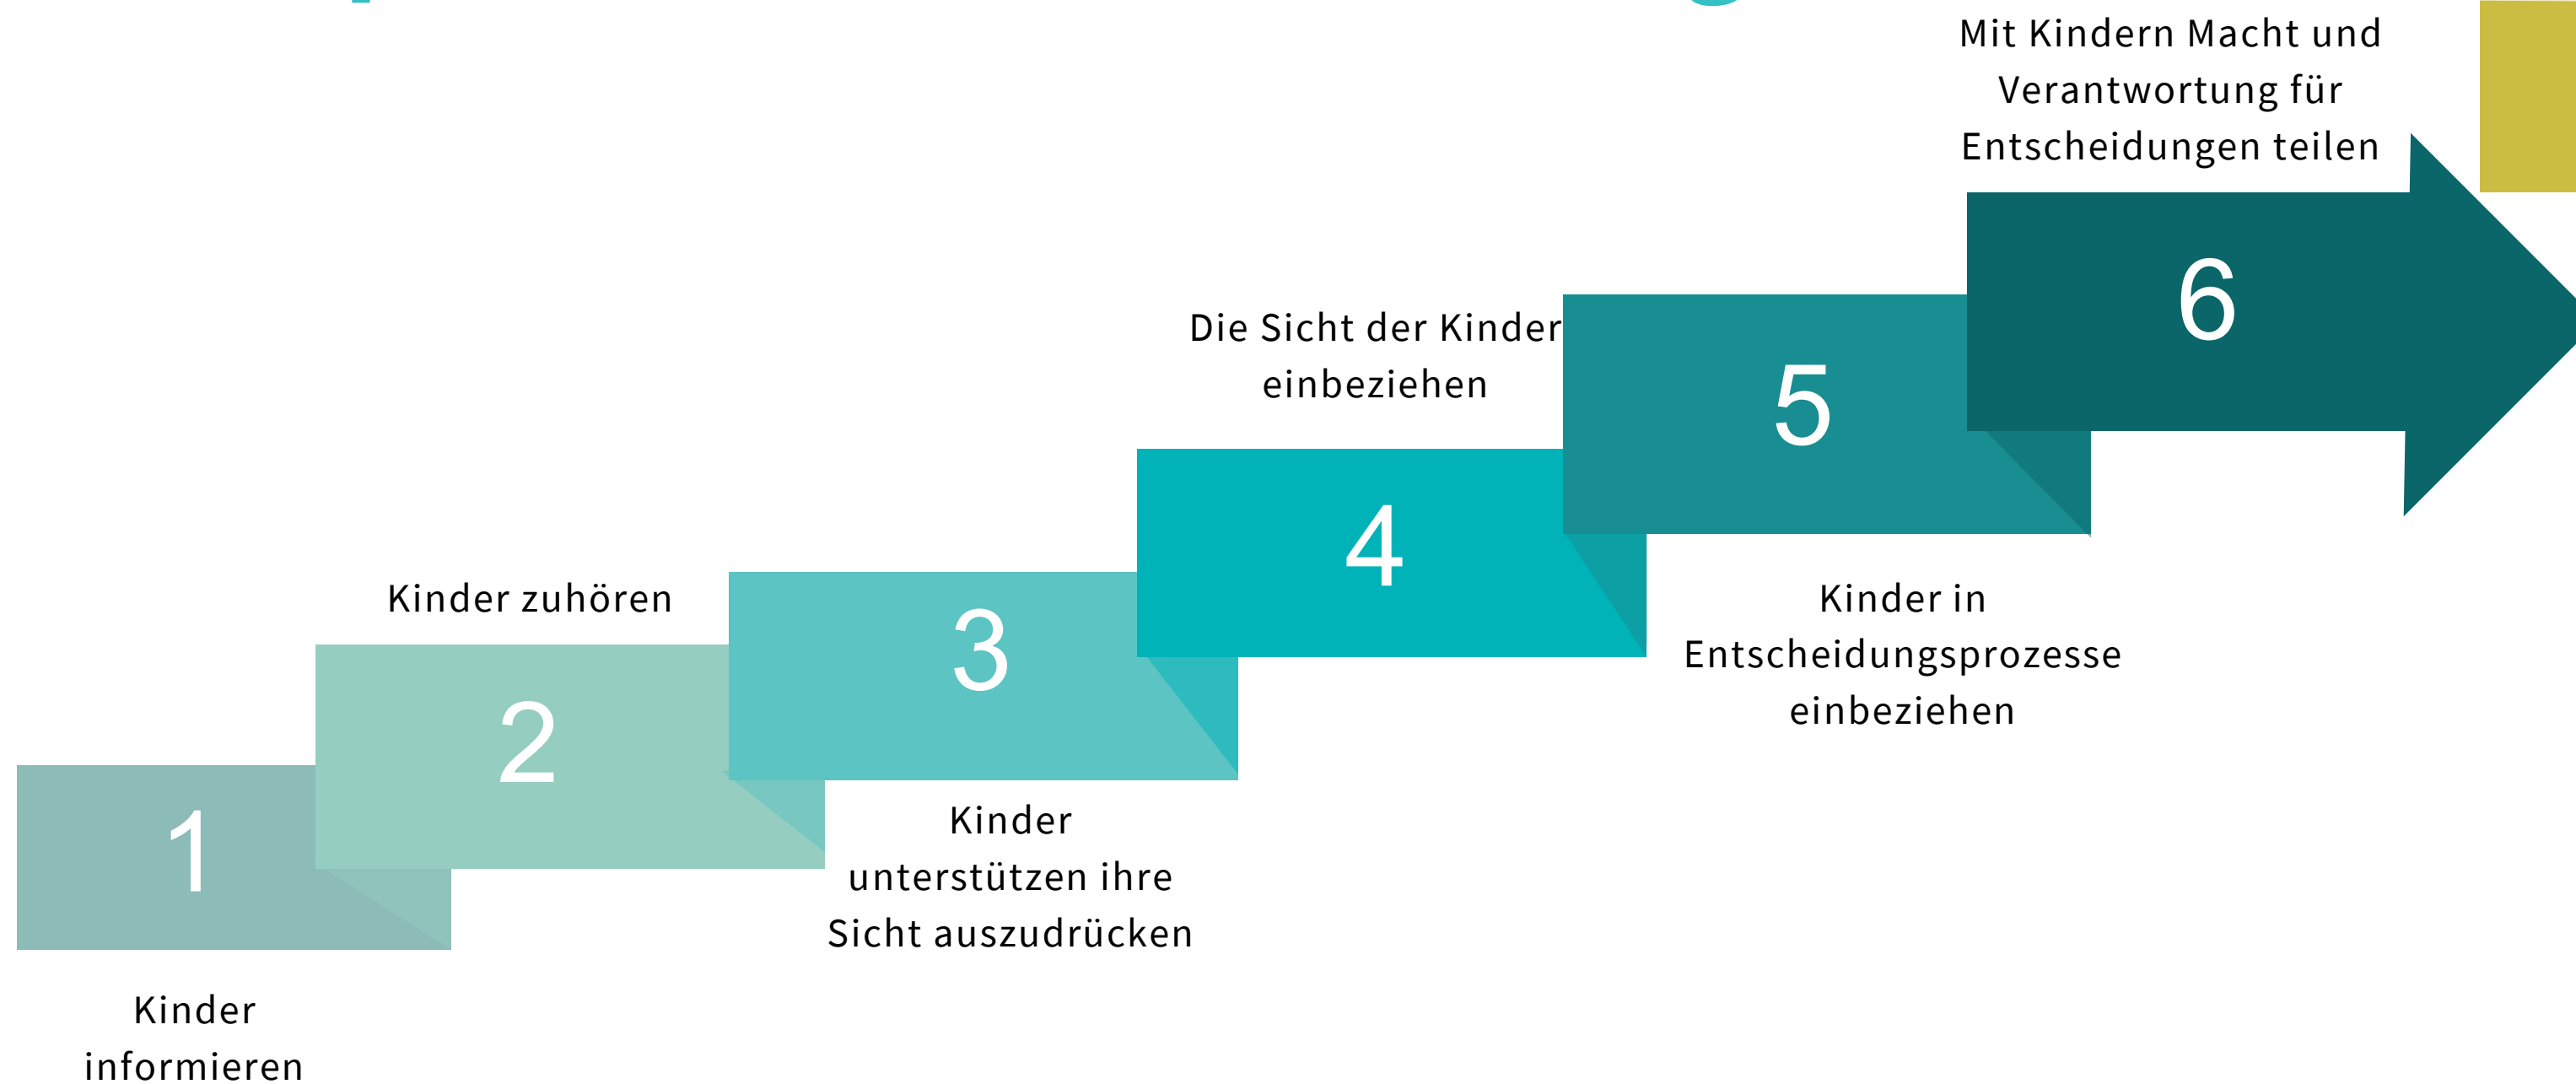 1
Kinder
informieren
2
Kinder zuhören
3
Kinder
unterstützen ihre
Sicht auszudrücken
4
Die Sicht der Kinder
einbeziehen
5
Kinder in
Entscheidungsprozesse
einbeziehen
6
Mit Kindern Macht und
Verantwortung für
Entscheidungen teilen